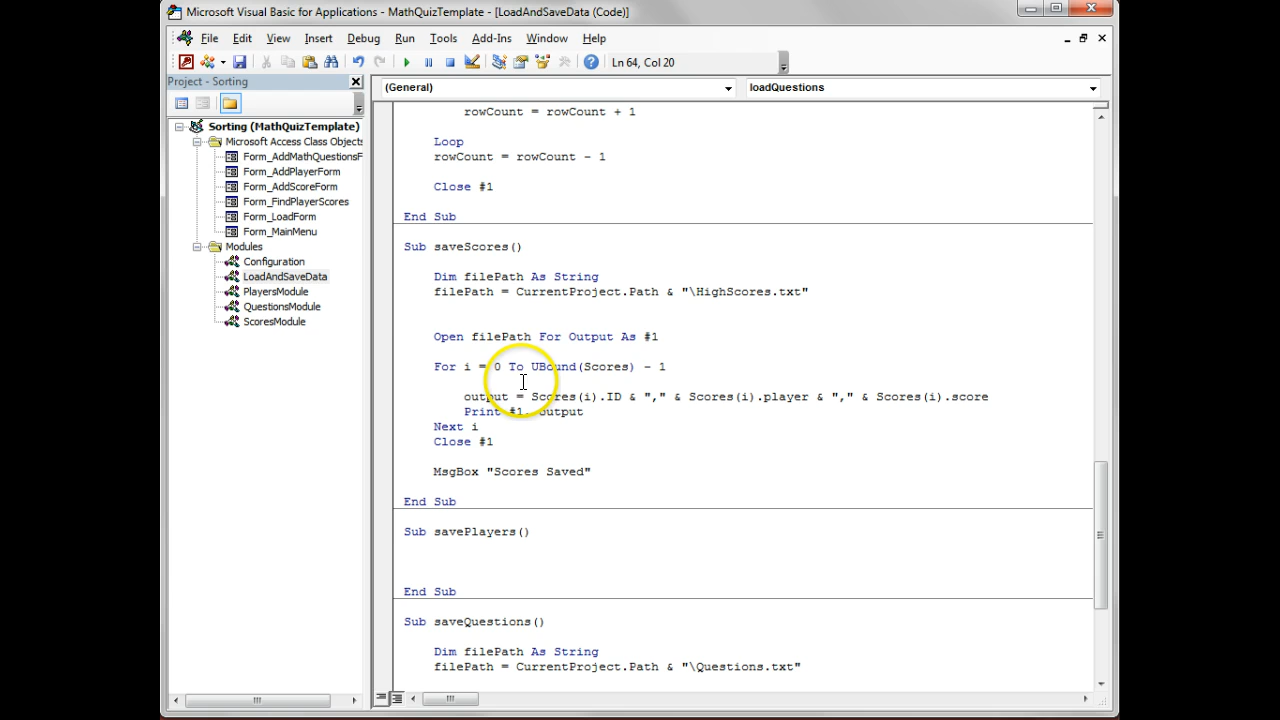 Microsoft Visual Basic for Applications - MathQuizTemplate - [LoadAndSaveData (Code)]
File Edit View Insert Debug Run Tools Add-Ins Window Help
Ln 64, Col 20
Project - Sorting
(General) loadQuestions
Sorting (MathQuizTemplate)
Microsoft Access Class Objects
Form_AddMathQuestionsF
Form_AddPlayerForm
Form_AddScoreForm
Form_FindPlayerScores
Form_LoadForm
Form_MainMenu
Modules
Configuration
LoadAndSaveData
PlayersModule
QuestionsModule
ScoresModule
rowCount = rowCount + 1
Loop
rowCount = rowCount - 1
Close #1
End Sub
Sub saveScores()
Dim filePath As String
filePath = CurrentProject.Path & "\HighScores.txt"
Open filePath For Output As #1
For i = 0 To UBound(Scores) - 1
output = Scores(i).ID & "," & Scores(i).player & "," & Scores(i).score
Print #1, output
Next i
Close #1
MsgBox "Scores Saved"
End Sub
Sub savePlayers()
End Sub
Sub saveQuestions()
Dim filePath As String
filePath = CurrentProject.Path & "\Questions.txt"